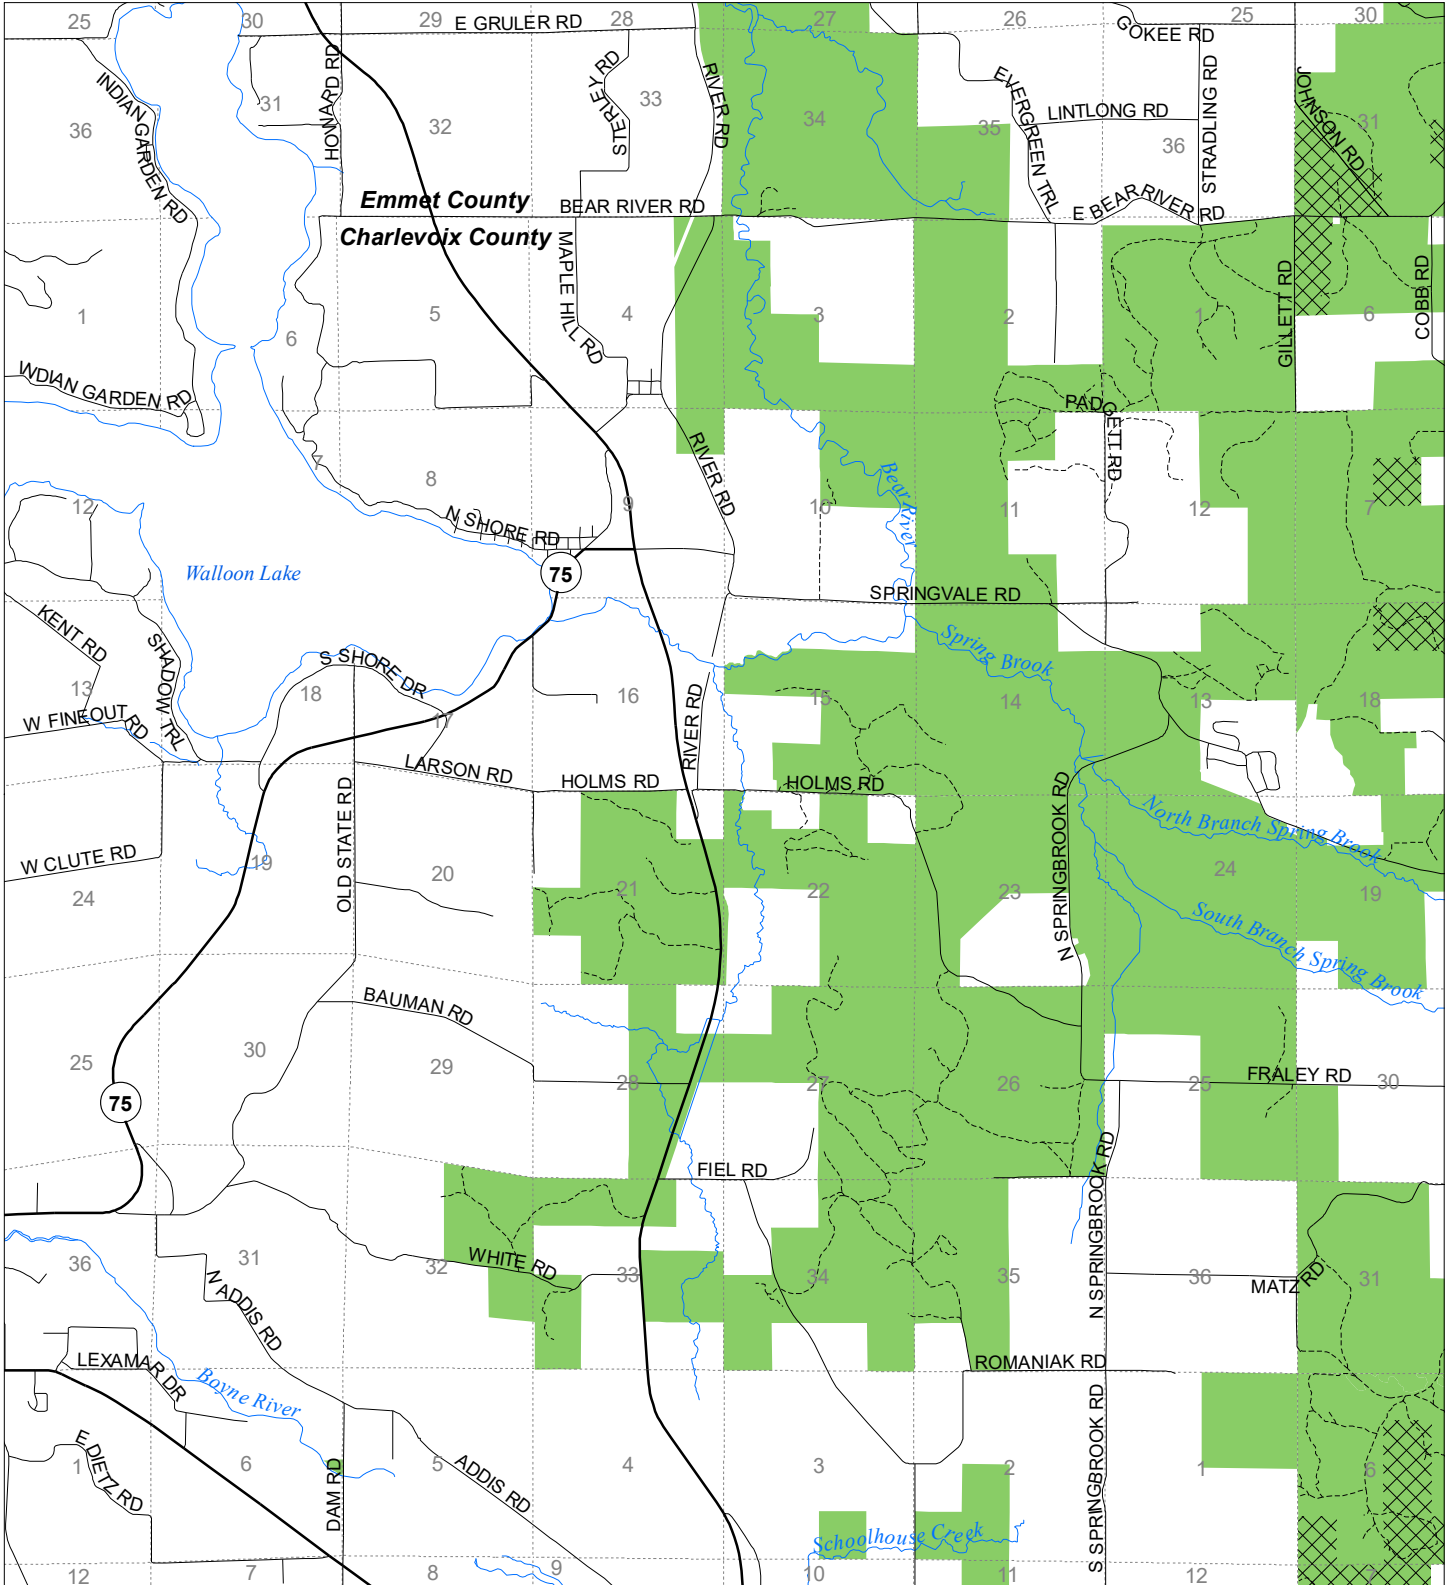 25
30
29
E GRULER RD
28
27
26
GOKEE RD
25
30
INDIAN GARDEN RD
HOWARD RD
STERLEY RD
RIVER RD
EVERGREEN TRL
STRADLING RD
JOHNSON RD
36
31
32
33
34
35
LINTLONG RD
36
31
Emmet County
BEAR RIVER RD
E BEAR RIVER RD
Charlevoix County
MAPLE HILL RD
GILLETT RD
COBB RD
1
6
5
4
3
2
1
6
WDIAN GARDEN RD
PADGETT RD
RIVER RD
7
8
9
10
Bear River
11
12
7
12
N SHORE RD
Walloon Lake
75
SPRINGVALE RD
KENT RD
SHADOW TRL
S SHORE DR
Spring Brook
13
18
17
16
15
14
13
18
W FINEOUT RD
RIVER RD
LARSON RD
HOLMS RD
HOLMS RD
OLD STATE RD
N SPRINGBROOK RD
North Branch Spring Brook
W CLUTE RD
24
19
20
21
22
23
24
19
South Branch Spring Brook
BAUMAN RD
25
30
29
28
27
26
25
FRALEY RD
30
75
FIEL RD
N SPRINGBROOK RD
36
31
32
WHITE RD
33
34
35
36
MATZ RD
31
N ADDIS RD
LEXAMAR DR
ROMANIAK RD
Boyne River
E DIETZ RD
1
6
DAM RD
5
ADDIS RD
4
3
2
S SPRINGBROOK RD
1
6
Schoolhouse Creek
12
7
8
9
10
11
12
7